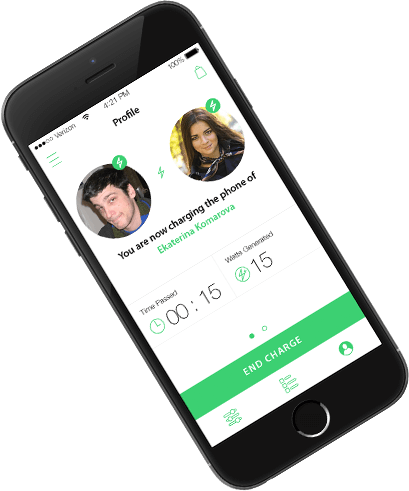 Verizon 4:21 PM 100%
Profile
You are now charging the phone of
Ekaterina Komarova
Time Passed
00 : 15
Watts Generated
15
END CHARGE